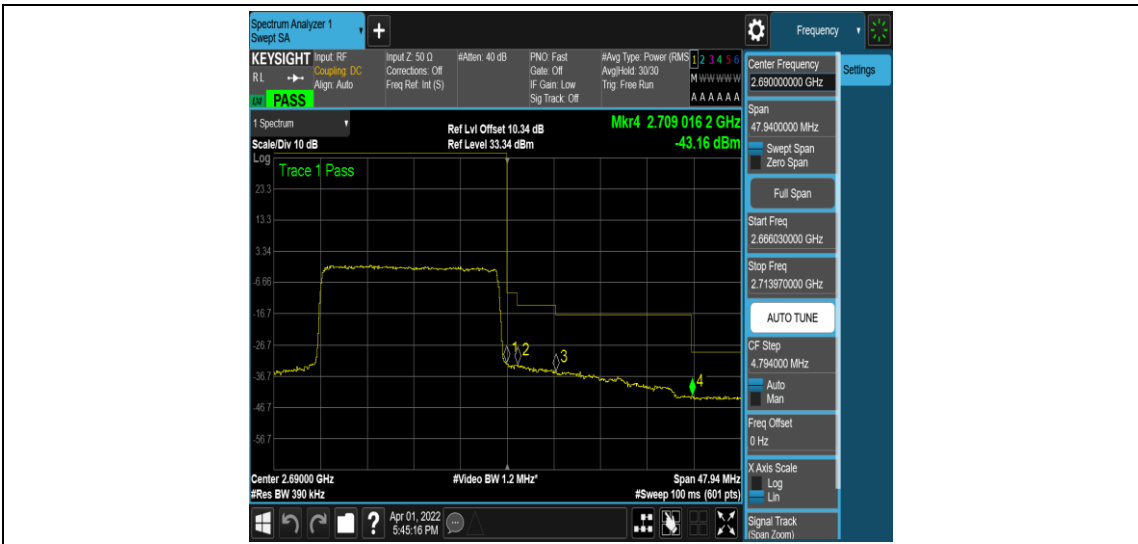 Spectrum Analyzer 1
Swept SA
+
Frequency
KEYSIGHT
RL
PASS
Input: RF
Coupling: DC
Align: Auto
Input Z: 50 Ω
Corrections: Off
Freq Ref: Int (S)
#Atten: 40 dB
PNO: Fast
Gate: Off
IF Gain: Low
Sig Track: Off
#Avg Type: Power (RMS
Avg|Hold: 30/30
Trig: Free Run
1 2 3 4 5 6
M W W W W W
A A A A A A
1 Spectrum
Scale/Div 10 dB
Ref Lvl Offset 10.34 dB
Ref Level 33.34 dBm
Mkr4 2.709 016 2 GHz
-43.16 dBm
Log
Trace 1 Pass
23.3
13.3
3.34
-6.66
-16.7
-26.7
-36.7
-46.7
-56.7
1
2
3
4
Center 2.69000 GHz
#Res BW 390 kHz
#Video BW 1.2 MHz*
Span 47.94 MHz
#Sweep 100 ms (601 pts)
?
Apr 01, 2022
5:45:16 PM
Center Frequency
2.690000000 GHz
Settings
Span
47.9400000 MHz
Swept Span
Zero Span
Full Span
Start Freq
2.666030000 GHz
Stop Freq
2.713970000 GHz
AUTO TUNE
CF Step
4.794000 MHz
Auto
Man
Freq Offset
0 Hz
X Axis Scale
Log
Lin
Signal Track
(Span Zoom)